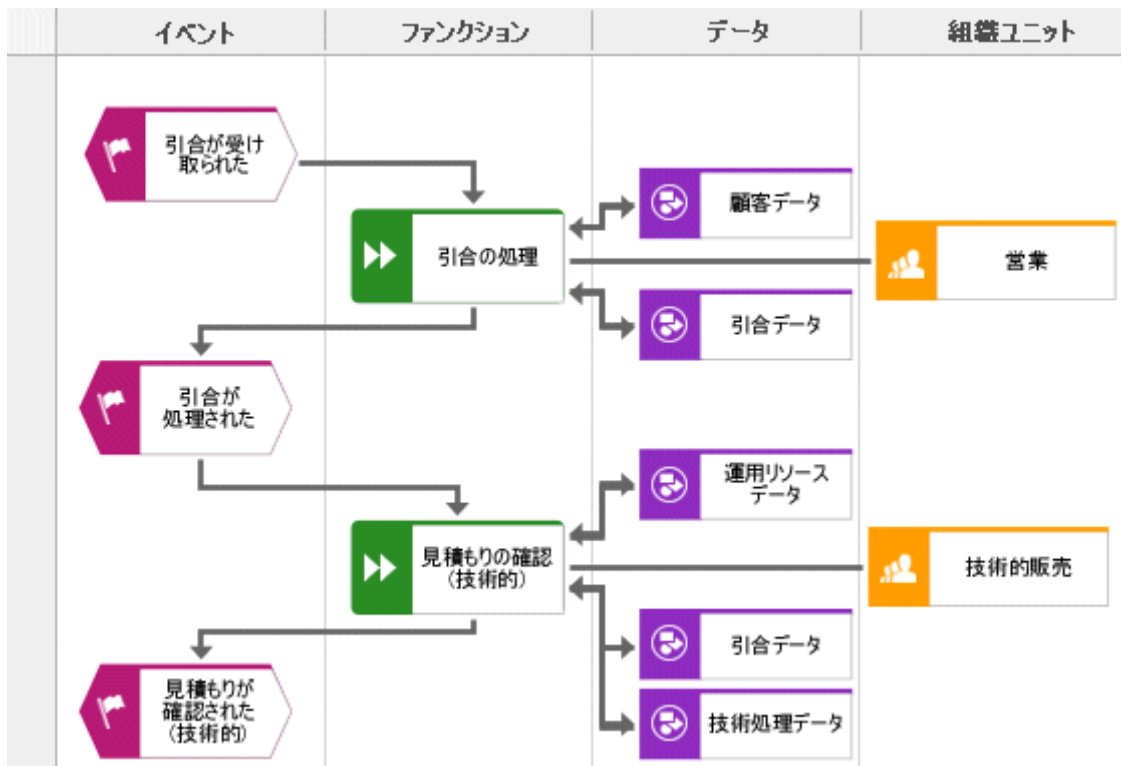 イベント
ファンクション
データ
組織ユニット
引合が受け
取られた
顧客データ
引合の処理
営業
引合データ
引合が
処理された
運用リソース
データ
見積もりの確認
(技術的)
技術的販売
引合データ
見積もりが
確認された
(技術的)
技術処理データ